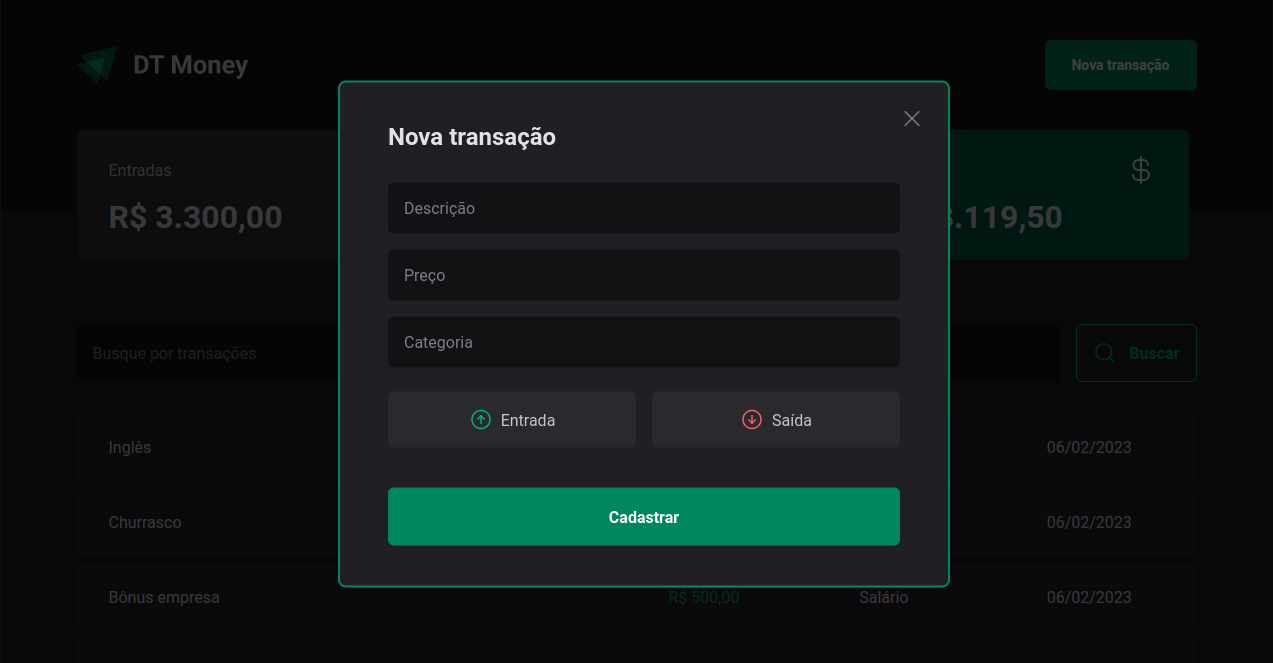 DT Money
Nova transação
Entradas
R$ 3.300,00
$
3.119,50
Nova transação
Descrição
Preço
Categoria
Entrada
Saída
Cadastrar
Busque por transações
Buscar
Inglês
06/02/2023
Churrasco
06/02/2023
Bônus empresa
R$ 500,00
Salário
06/02/2023